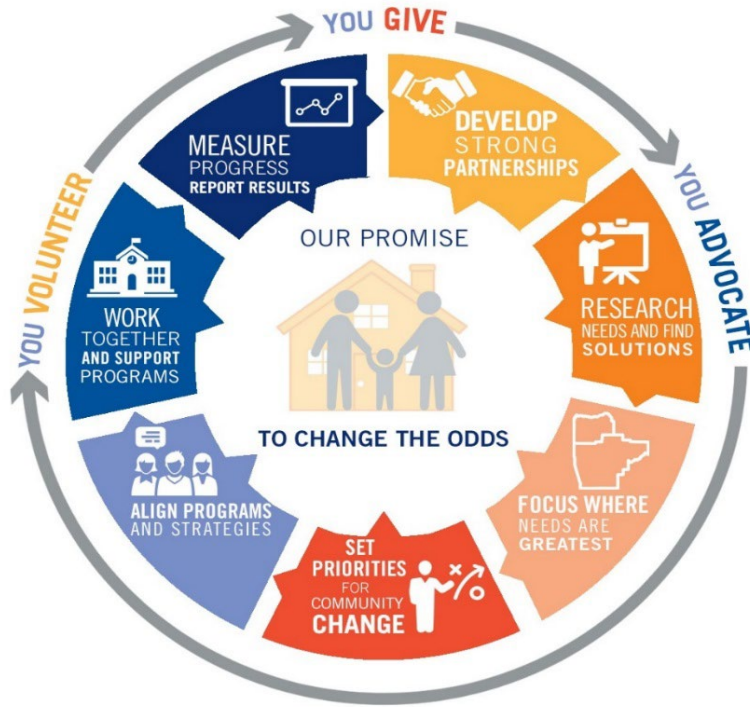 YOU GIVE
YOU ADVOCATE
YOU VOLUNTEER
DEVELOP
STRONG
PARTNERSHIPS
RESEARCH
NEEDS AND FIND
SOLUTIONS
FOCUS WHERE
NEEDS ARE
GREATEST
SET
PRIORITIES
FOR
COMMUNITY
CHANGE
ALIGN PROGRAMS
AND STRATEGIES
WORK
TOGETHER
AND SUPPORT
PROGRAMS
MEASURE
PROGRESS
REPORT RESULTS
OUR PROMISE
TO CHANGE THE ODDS